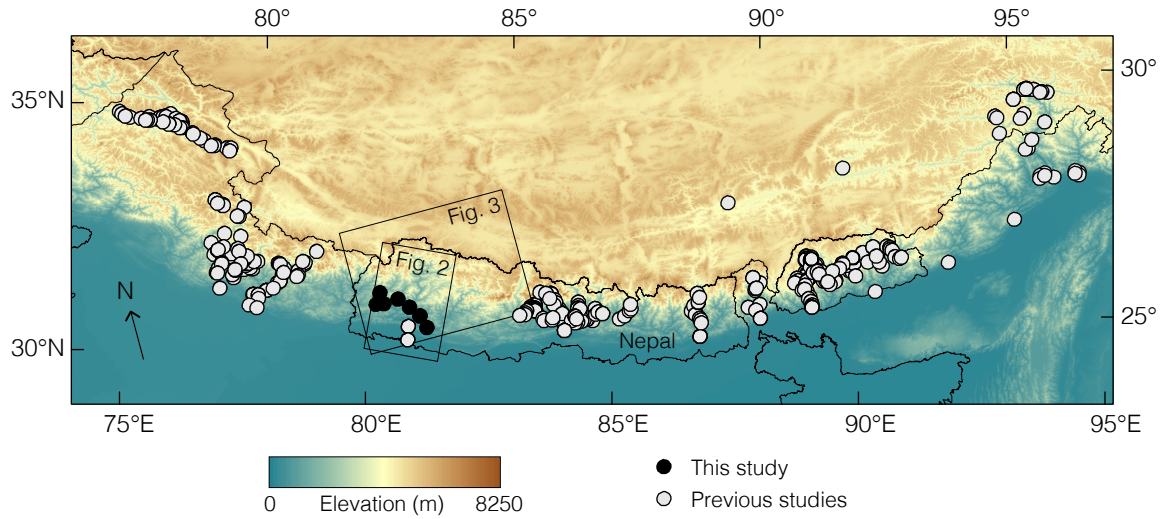 80° 85° 90° 95°
30°
35°N
Fig. 3
Fig. 2
N
25°
Nepal
30°N
75°E 80°E 85°E 90°E 95°E
This study
0 Elevation (m) 8250
Previous studies